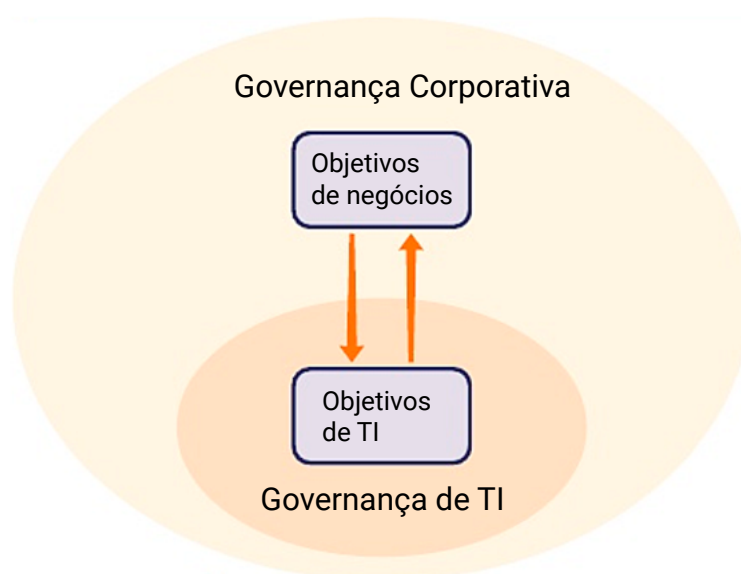 Governança Corporativa
Objetivos
de negócios
Objetivos
de TI
Governança de TI